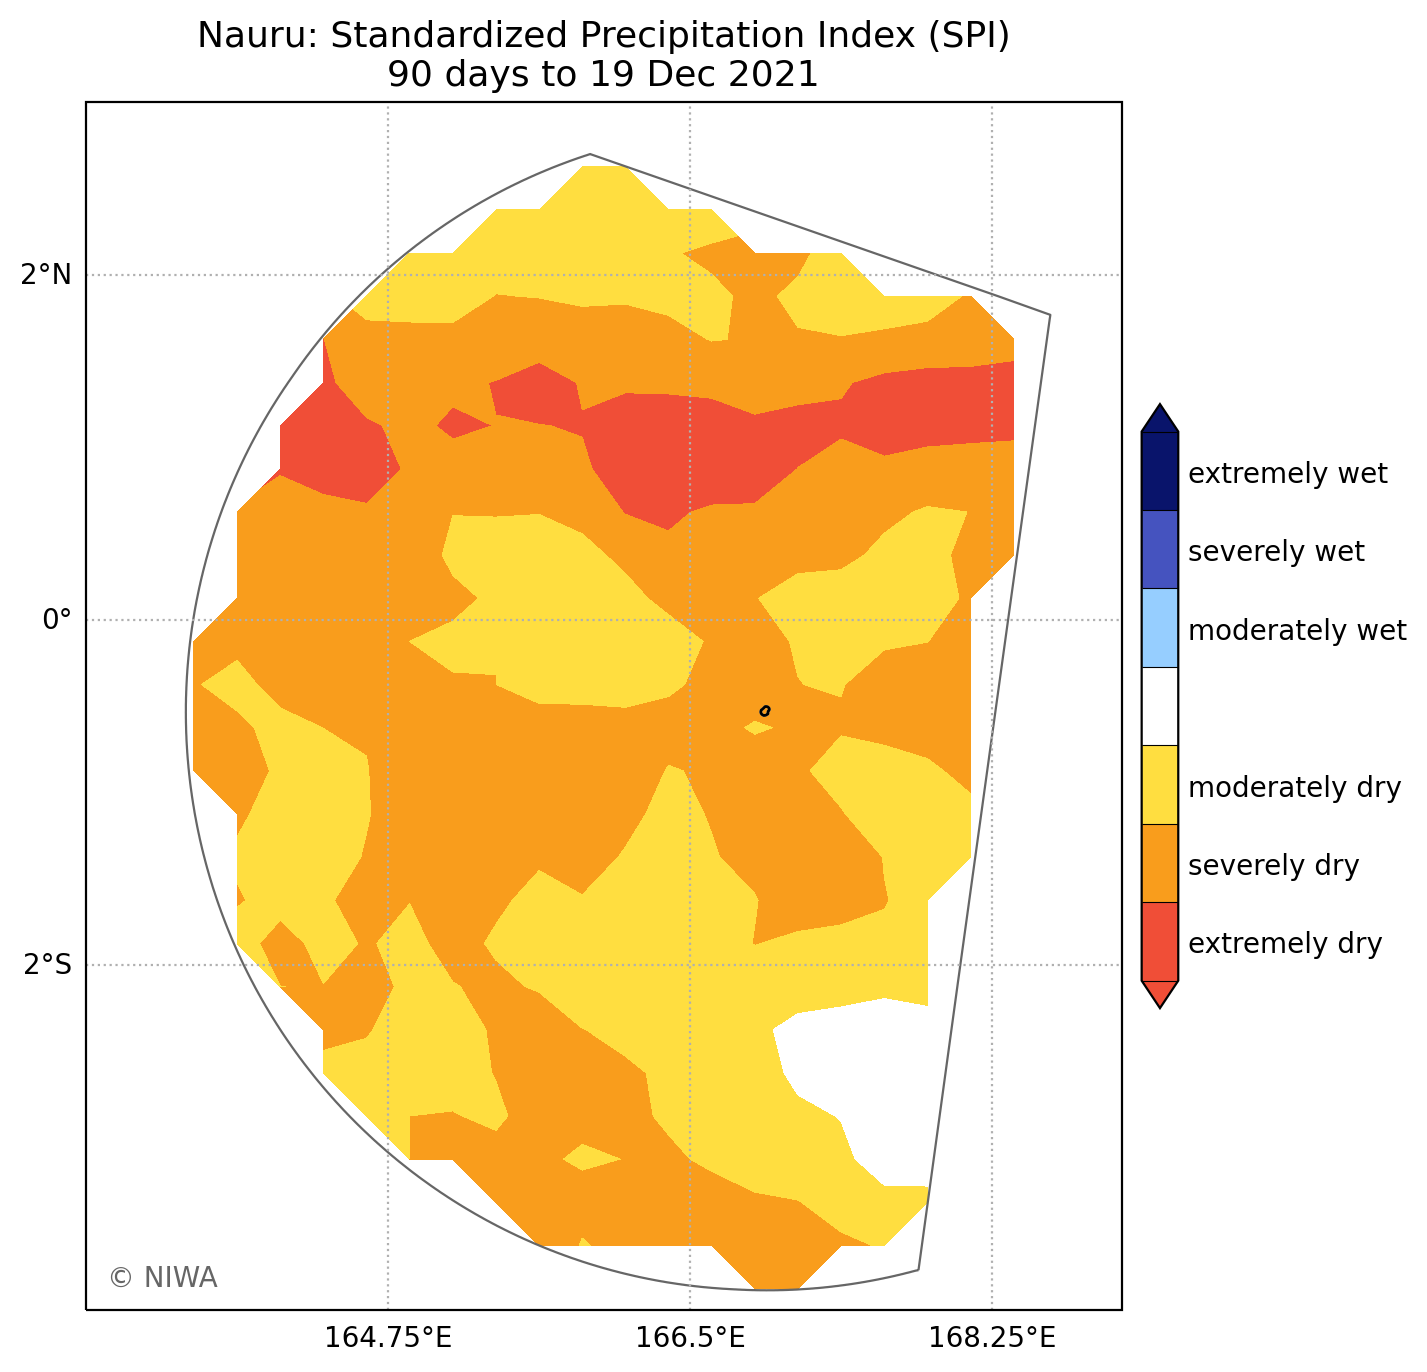 Nauru: Standardized Precipitation Index (SPI)
90 days to 19 Dec 2021
2°N
0°
2°S
164.75°E
166.5°E
168.25°E
extremely wet
severely wet
moderately wet
moderately dry
severely dry
extremely dry
© NIWA